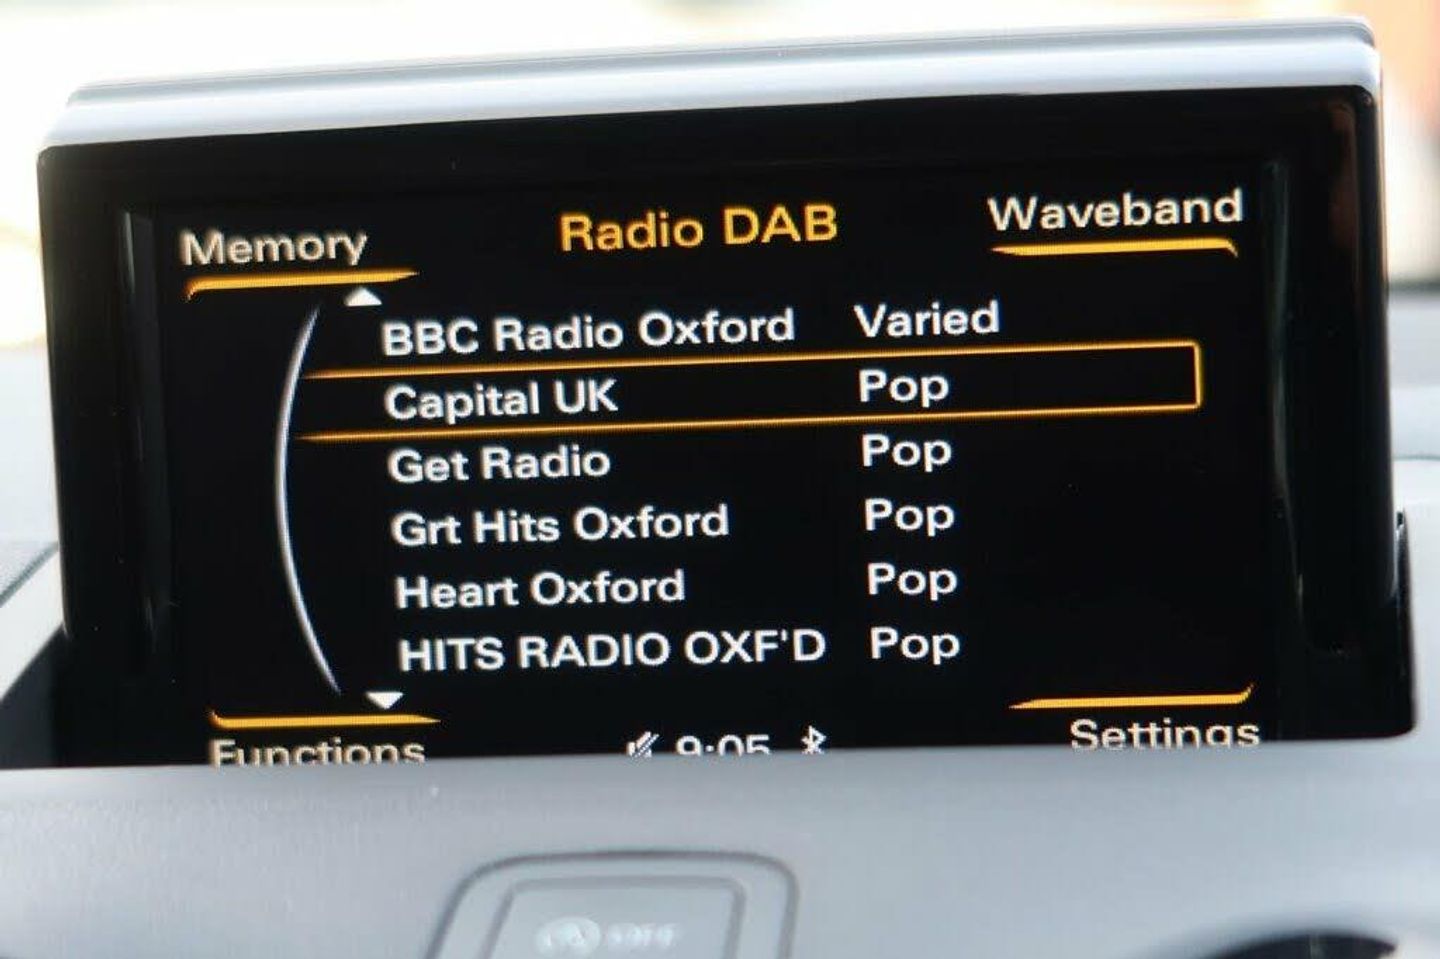 Memory Radio DAB Waveband
BBC Radio Oxford Varied
Capital UK Pop
Get Radio Pop
Grt Hits Oxford Pop
Heart Oxford Pop
HITS RADIO OXF'D Pop
Functions 9:05 Settings
OFF